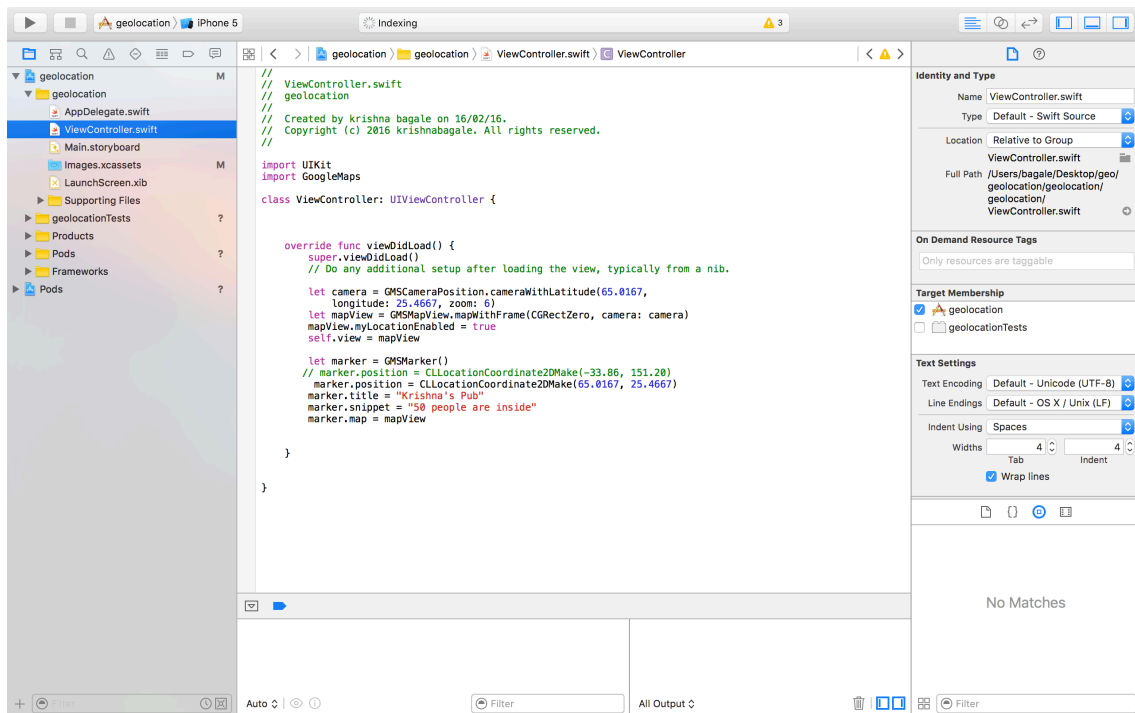 geolocation iPhone 5
Indexing
3
geolocation geolocation ViewController.swift ViewController
geolocation M
geolocation
AppDelegate.swift
ViewController.swift
Main.storyboard
Images.xcassets M
LaunchScreen.xib
Supporting Files
geolocationTests ?
Products
Pods ?
Frameworks
Pods ?
Filter
//
//  ViewController.swift
//  geolocation
//
//  Created by krishna bagale on 16/02/16.
//  Copyright (c) 2016 krishnabagale. All rights reserved.
//
import UIKit
import GoogleMaps
class ViewController: UIViewController {
    override func viewDidLoad() {
        super.viewDidLoad()
        // Do any additional setup after loading the view, typically from a nib.
        let camera = GMSCameraPosition.cameraWithLatitude(65.0167,
            longitude: 25.4667, zoom: 6)
        let mapView = GMSMapView.mapWithFrame(CGRectZero, camera: camera)
        mapView.myLocationEnabled = true
        self.view = mapView
        let marker = GMSMarker()
       // marker.position = CLLocationCoordinate2DMake(-33.86, 151.20)
         marker.position = CLLocationCoordinate2DMake(65.0167, 25.4667)
        marker.title = "Krishna's Pub"
        marker.snippet = "50 people are inside"
        marker.map = mapView
    }
}
Auto
Filter
All Output
Identity and Type
Name ViewController.swift
Type Default - Swift Source
Location Relative to Group
ViewController.swift
Full Path /Users/bagale/Desktop/geo/
geolocation/geolocation/
geolocation/
ViewController.swift
On Demand Resource Tags
Only resources are taggable
Target Membership
geolocation
geolocationTests
Text Settings
Text Encoding Default - Unicode (UTF-8)
Line Endings Default - OS X / Unix (LF)
Indent Using Spaces
Widths 4 4
Tab Indent
Wrap lines
{}
No Matches
Filter